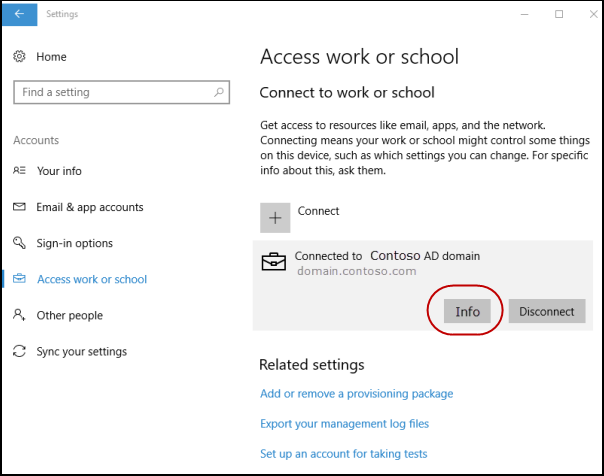 Settings
Home
Find a setting
Accounts
Your info
Email & app accounts
Sign-in options
Access work or school
Other people
Sync your settings
Access work or school
Connect to work or school
Get access to resources like email, apps, and the network.
Connecting means your work or school might control some things
on this device, such as which settings you can change. For specific
info about this, ask them.
Connect
Connected to Contoso AD domain
domain.contoso.com
Info
Disconnect
Related settings
Add or remove a provisioning package
Export your management log files
Set up an account for taking tests